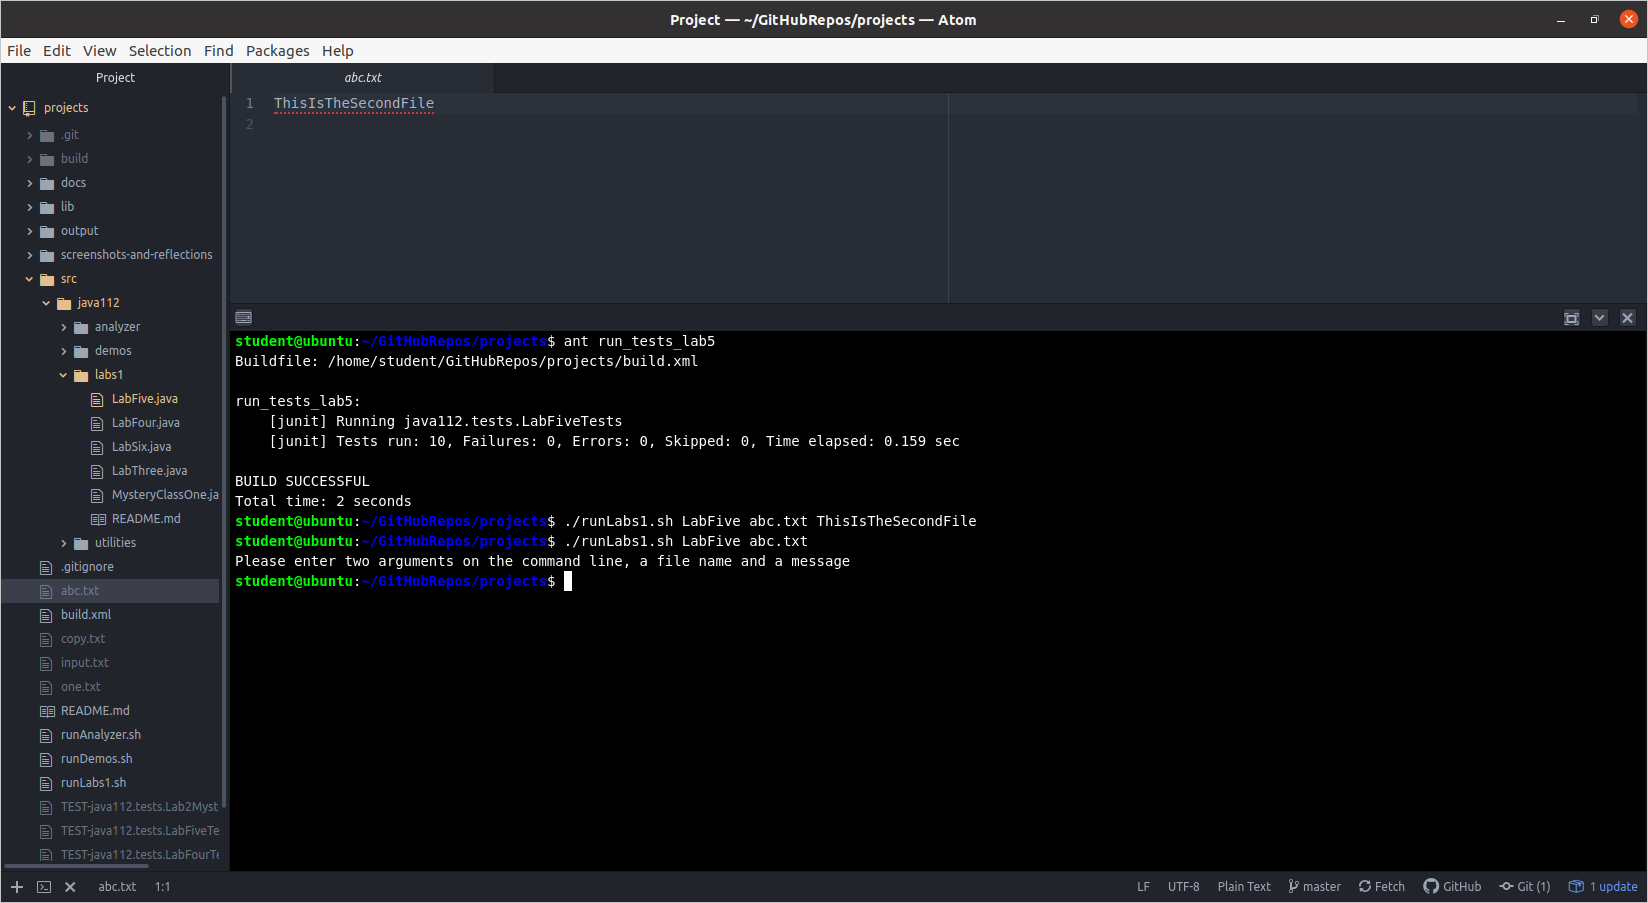 Project — ~/GitHubRepos/projects — Atom
File Edit View Selection Find Packages Help
Project
projects
.git
build
docs
lib
output
screenshots-and-reflections
src
java112
analyzer
demos
labs1
LabFive.java
LabFour.java
LabSix.java
LabThree.java
MysteryClassOne.ja
README.md
utilities
.gitignore
abc.txt
build.xml
copy.txt
input.txt
one.txt
README.md
runAnalyzer.sh
runDemos.sh
runLabs1.sh
TEST-java112.tests.Lab2Myst
TEST-java112.tests.LabFiveTe
TEST-java112.tests.LabFourTe
abc.txt
1 ThisIsTheSecondFile
2
student@ubuntu:~/GitHubRepos/projects$ ant run_tests_lab5
Buildfile: /home/student/GitHubRepos/projects/build.xml
run_tests_lab5:
[junit] Running java112.tests.LabFiveTests
[junit] Tests run: 10, Failures: 0, Errors: 0, Skipped: 0, Time elapsed: 0.159 sec
BUILD SUCCESSFUL
Total time: 2 seconds
student@ubuntu:~/GitHubRepos/projects$ ./runLabs1.sh LabFive abc.txt ThisIsTheSecondFile
student@ubuntu:~/GitHubRepos/projects$ ./runLabs1.sh LabFive abc.txt
Please enter two arguments on the command line, a file name and a message
student@ubuntu:~/GitHubRepos/projects$
abc.txt 1:1 LF UTF-8 Plain Text master Fetch GitHub Git (1) 1 update